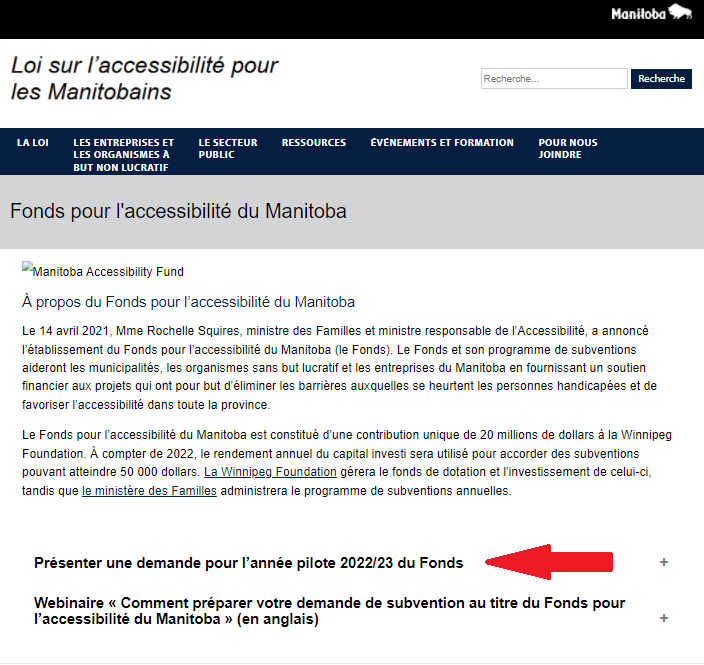 Manitoba
Loi sur l’accessibilité pour
les Manitobains
Recherche...
Recherche
LA LOI
LES ENTREPRISES ET
LES ORGANISMES À
BUT NON LUCRATIF
LE SECTEUR
PUBLIC
RESSOURCES
ÉVÉNEMENTS ET FORMATION
POUR NOUS
JOINDRE
Fonds pour l'accessibilité du Manitoba
Manitoba Accessibility Fund
À propos du Fonds pour l’accessibilité du Manitoba
Le 14 avril 2021, Mme Rochelle Squires, ministre des Familles et ministre responsable de l’Accessibilité, a annoncé
l’établissement du Fonds pour l’accessibilité du Manitoba (le Fonds). Le Fonds et son programme de subventions
aideront les municipalités, les organismes sans but lucratif et les entreprises du Manitoba en fournissant un soutien
financier aux projets qui ont pour but d’éliminer les barrières auxquelles se heurtent les personnes handicapées et de
favoriser l’accessibilité dans toute la province.
Le Fonds pour l’accessibilité du Manitoba est constitué d’une contribution unique de 20 millions de dollars à la Winnipeg
Foundation. À compter de 2022, le rendement annuel du capital investi sera utilisé pour accorder des subventions
pouvant atteindre 50 000 dollars. La Winnipeg Foundation gérera le fonds de dotation et l’investissement de celui-ci,
tandis que le ministère des Familles administrera le programme de subventions annuelles.
Présenter une demande pour l’année pilote 2022/23 du Fonds +
Webinaire « Comment préparer votre demande de subvention au titre du Fonds pour
l’accessibilité du Manitoba » (en anglais) +